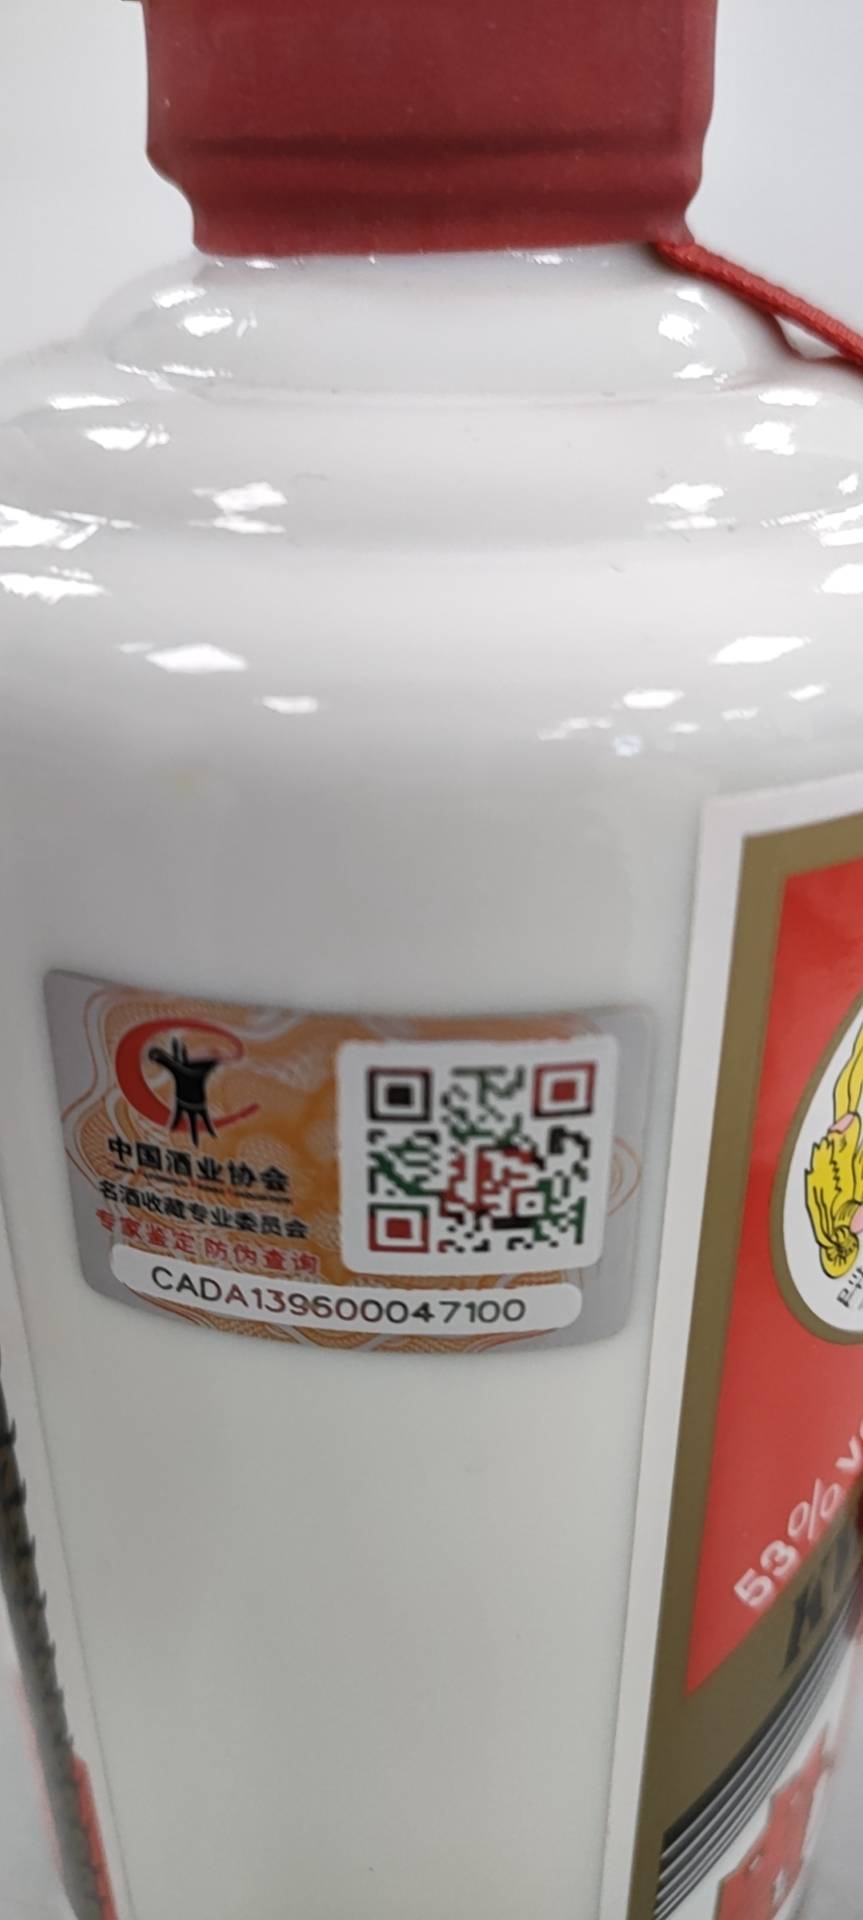 中国酒业协会
名酒收藏专业委员会
专家鉴定 防伪查询
CADA139600047100
53%